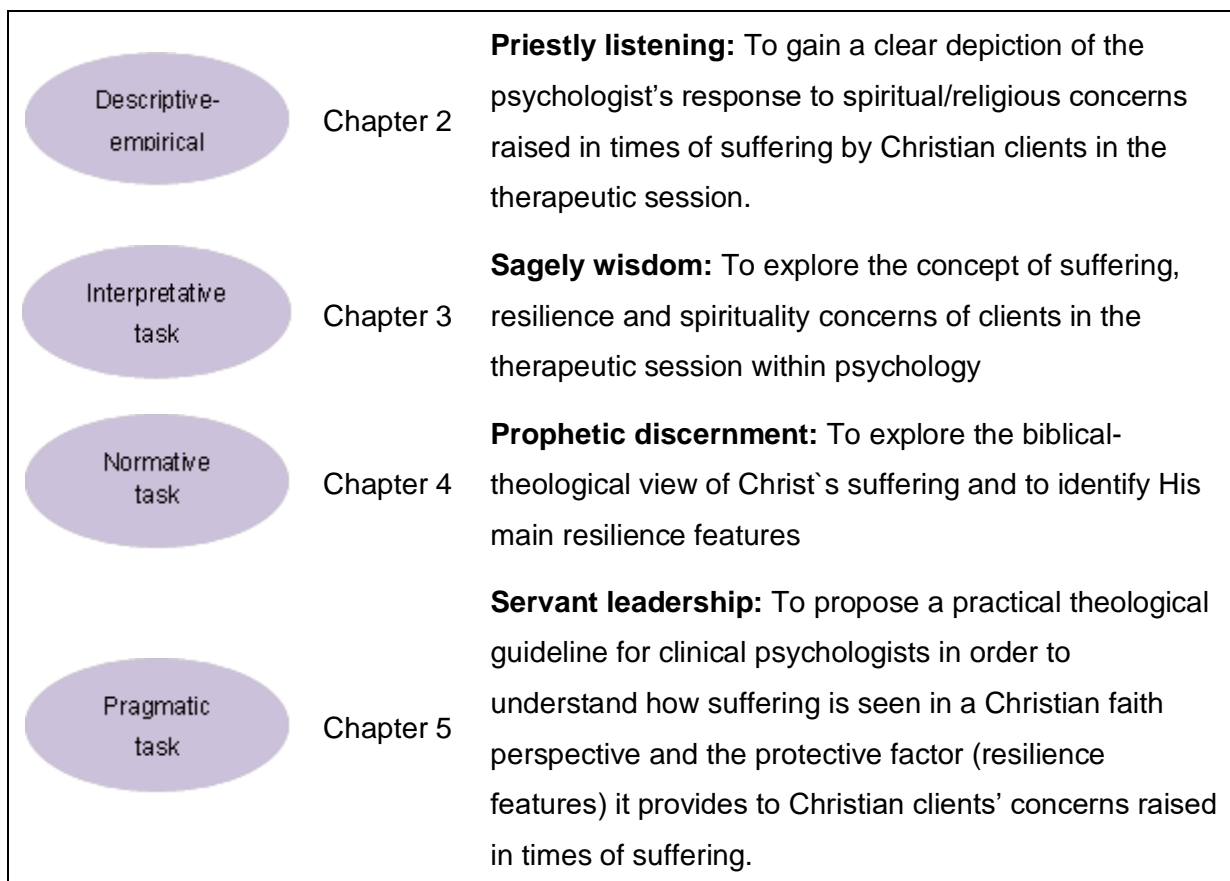 Descriptive-
empirical
Chapter 2
Priestly listening: To gain a clear depiction of the
psychologist’s response to spiritual/religious concerns
raised in times of suffering by Christian clients in the
therapeutic session.
Interpretative
task
Chapter 3
Sagely wisdom: To explore the concept of suffering,
resilience and spirituality concerns of clients in the
therapeutic session within psychology
Normative
task
Chapter 4
Prophetic discernment: To explore the biblical-
theological view of Christ`s suffering and to identify His
main resilience features
Pragmatic
task
Chapter 5
Servant leadership: To propose a practical theological
guideline for clinical psychologists in order to
understand how suffering is seen in a Christian faith
perspective and the protective factor (resilience
features) it provides to Christian clients’ concerns raised
in times of suffering.